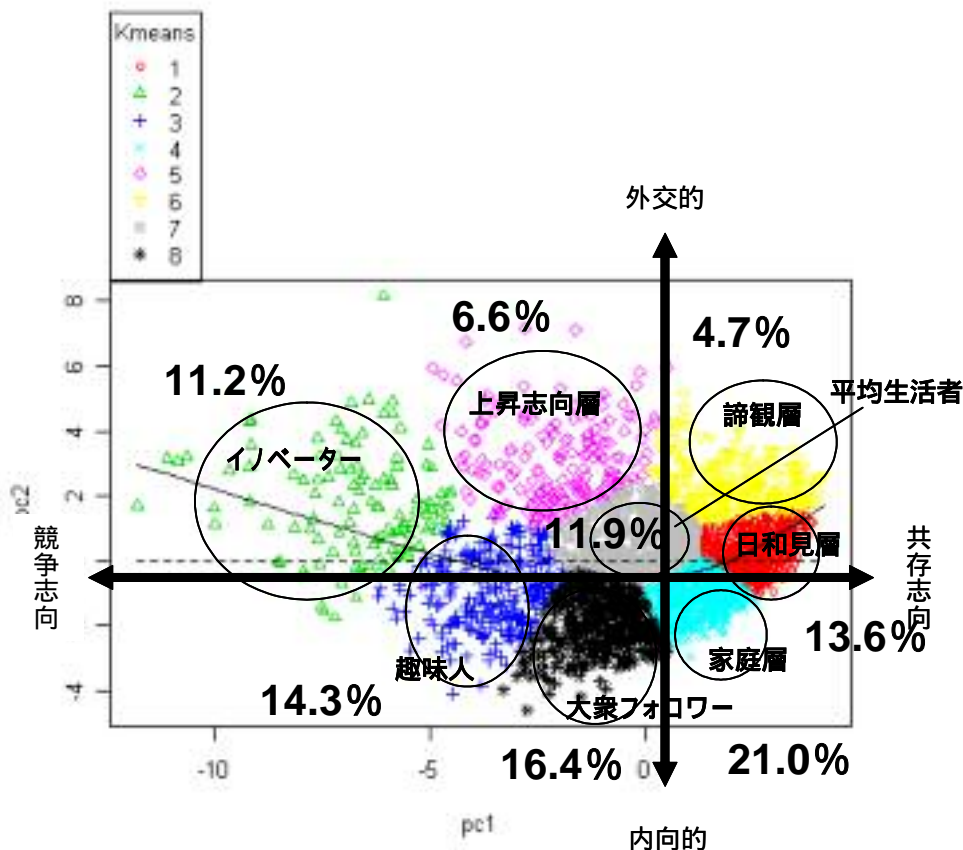 Kmeans
1
2
3
4
5
6
7
8
外交的
6.6%
4.7%
11.2%
平均生活者
上昇志向層
諦観層
イノベーター
11.9%
日和見層
競争志向
共存志向
13.6%
家庭層
趣味人
14.3%
大衆フォロワー
16.4%
21.0%
8
6
4
2
0
-2
-4
pc2
-10
-5
0
pc1
内向的